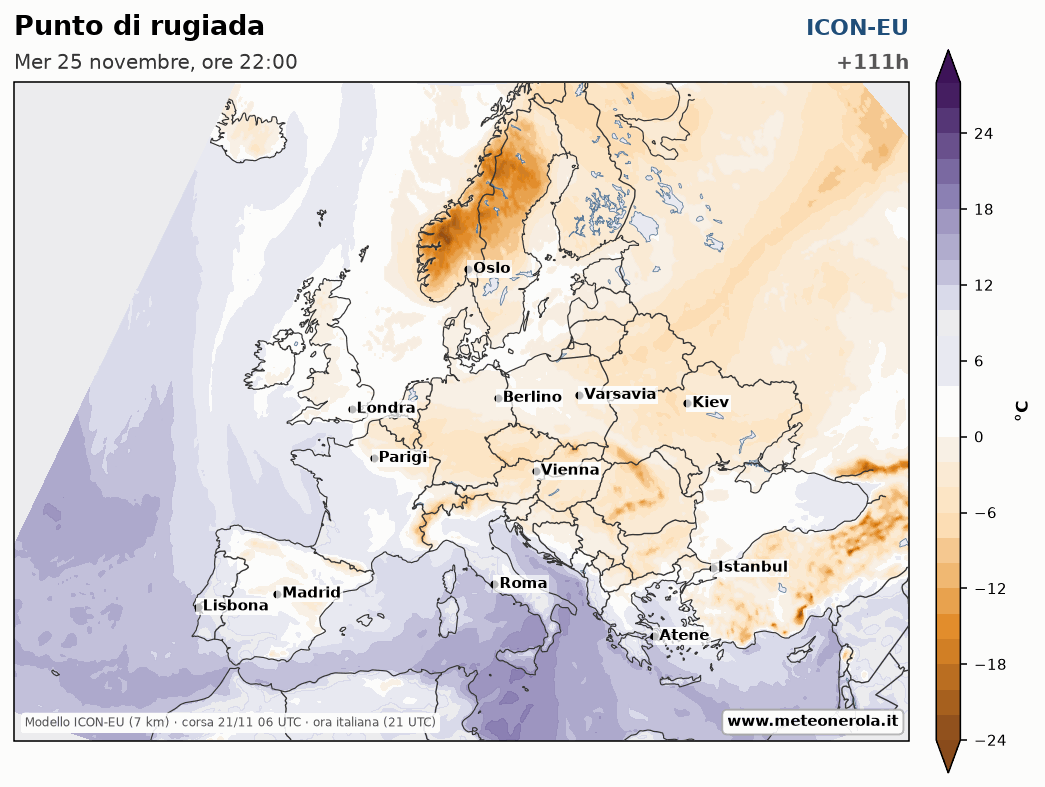 Punto di rugiada
ICON-EU
Mer 25 novembre, ore 22:00
+111h
24
18
12
6
0
−6
−12
−18
−24
°C
Oslo
Londra
Berlino
Varsavia
Kiev
Parigi
Vienna
Madrid
Lisbona
Roma
Istanbul
Atene
Modello ICON-EU (7 km) · corsa 21/11 06 UTC · ora italiana (21 UTC)
www.meteonerola.it